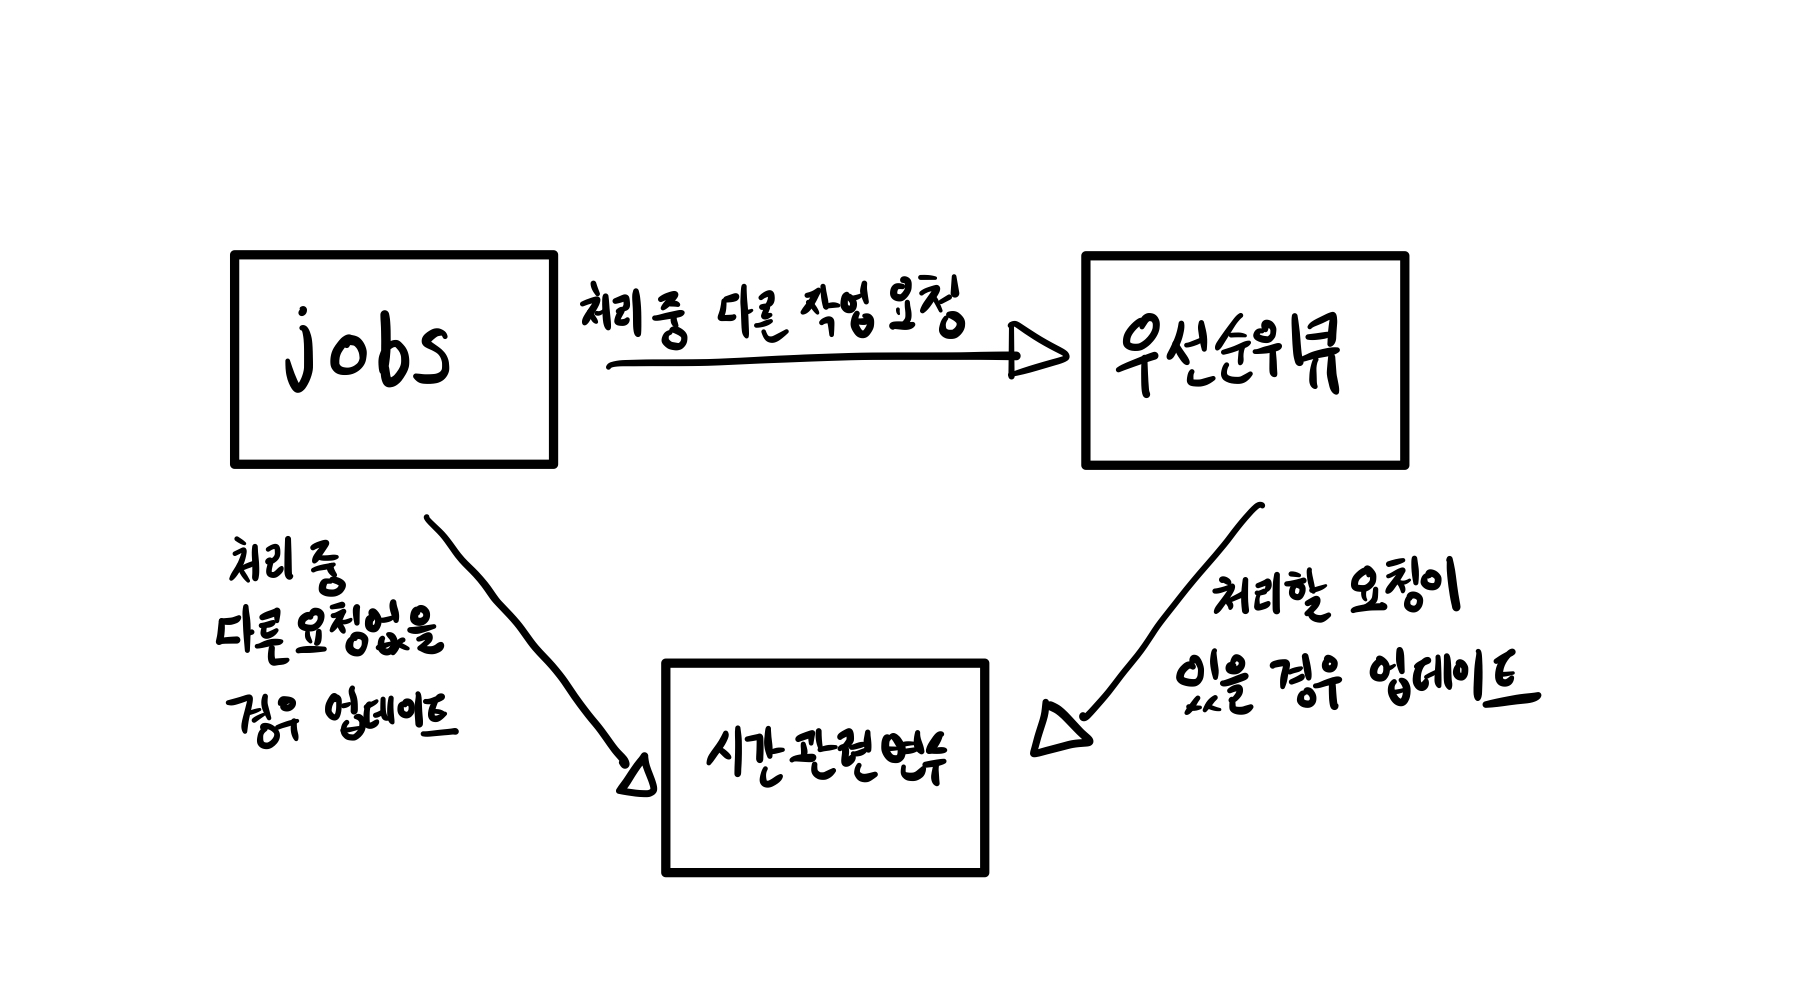 jobs
처리 중 다른 작업 요청
우선순위 큐
처리 중
다른 요청없을
경우 업데이트
처리할 요청이
있을 경우 업데이트
시간 관련 변수